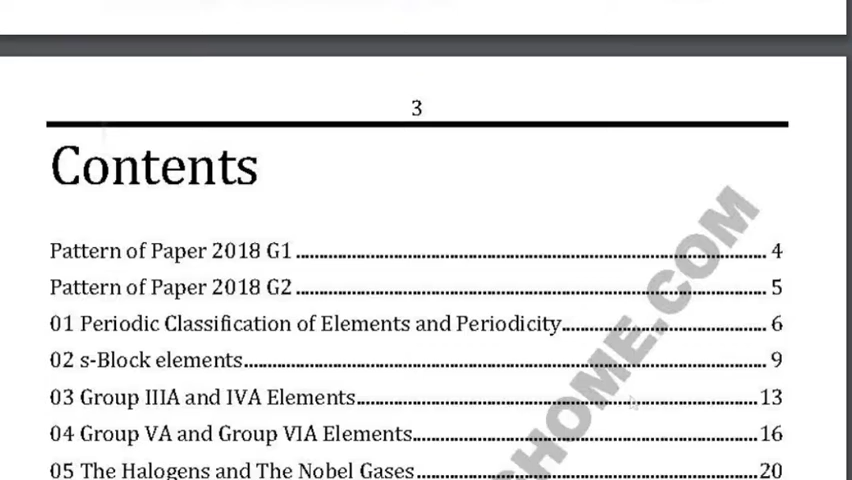 3
Contents
Pattern of Paper 2018 G1 4
Pattern of Paper 2018 G2 5
01 Periodic Classification of Elements and Periodicity 6
02 s-Block elements 9
03 Group IIIA and IVA Elements 13
04 Group VA and Group VIA Elements 16
05 The Halogens and The Nobel Gases 20
SHOME.COM